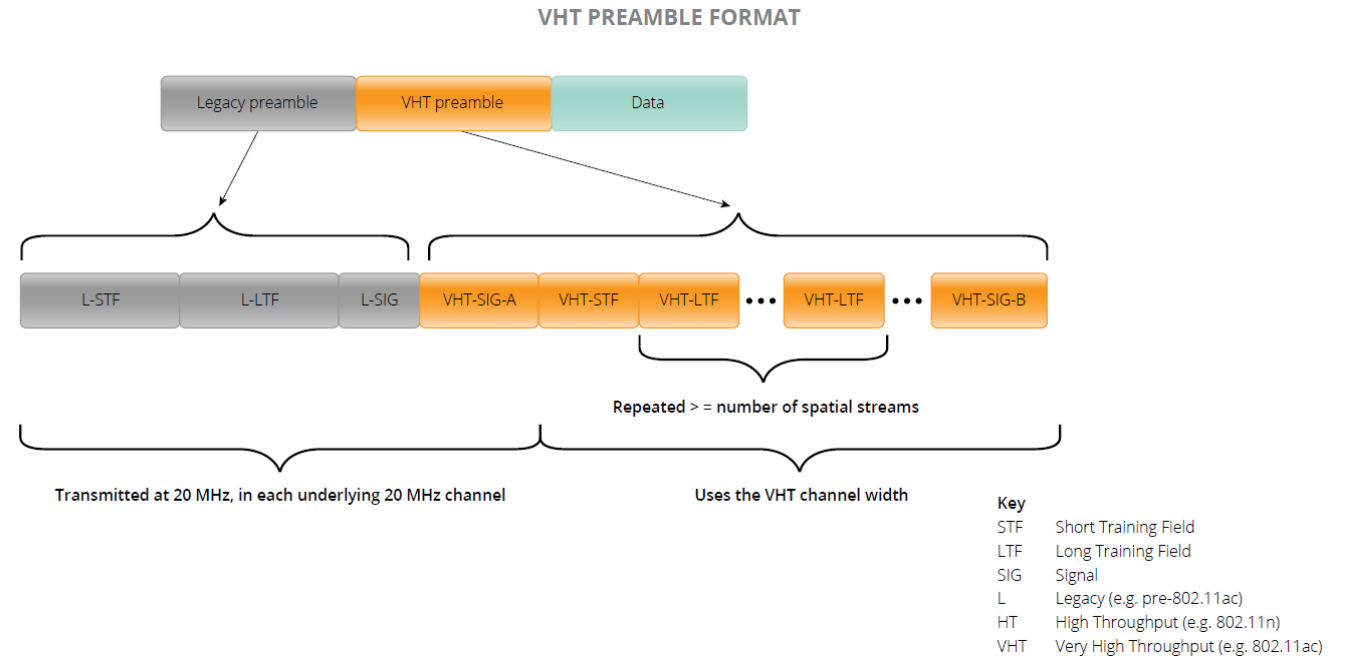 VHT PREAMBLE FORMAT
Legacy preamble
VHT preamble
Data
L-STF
L-LTF
L-SIG
VHT-SIG-A
VHT-STF
VHT-LTF
VHT-LTF
VHT-SIG-B
Repeated > = number of spatial streams
Transmitted at 20 MHz, in each underlying 20 MHz channel
Uses the VHT channel width
Key
STF Short Training Field
LTF Long Training Field
SIG Signal
L Legacy (e.g. pre-802.11ac)
HT High Throughput (e.g. 802.11n)
VHT Very High Throughput (e.g. 802.11ac)